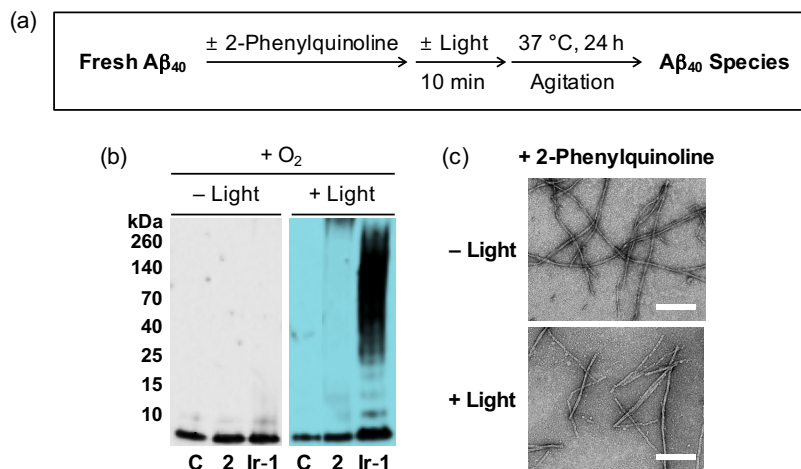 (a)
± 2-Phenylquinoline ± Light 37 °C, 24 h
Fresh Aβ40 Aβ40 Species
10 min Agitation
(b)
+ O2
– Light + Light
kDa
260
140
70
40
25
15
10
C 2 Ir-1 C 2 Ir-1
(c)
+ 2-Phenylquinoline
– Light
+ Light